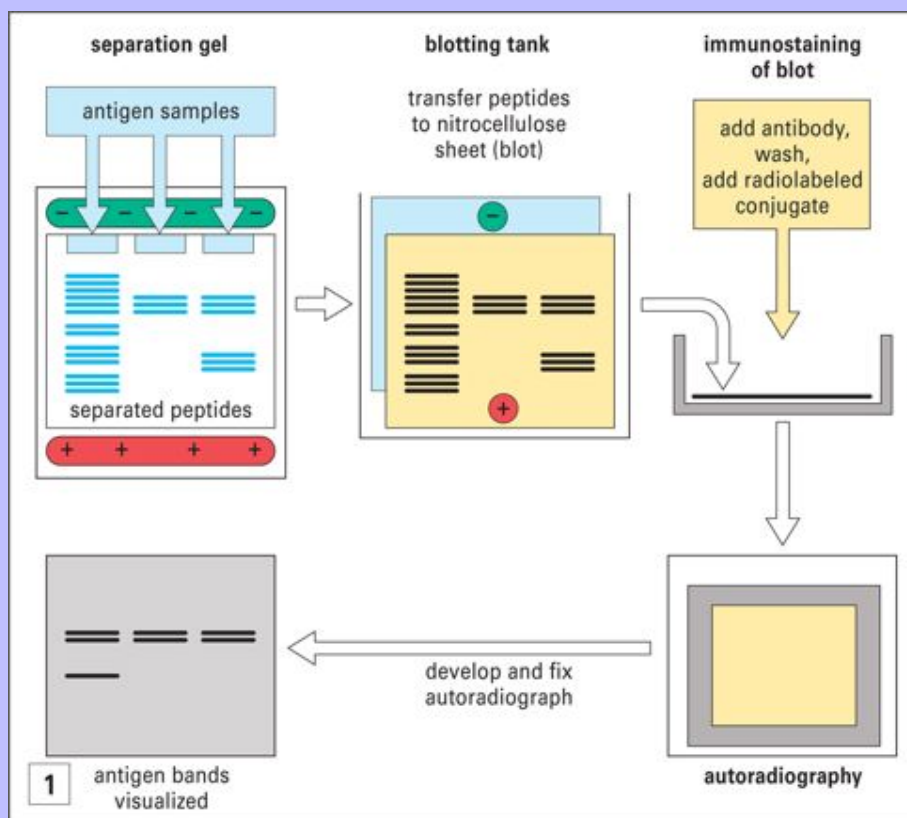 separation gel
antigen samples
− − − −
separated peptides
+ + + +
blotting tank
transfer peptides
to nitrocellulose
sheet (blot)
−
+
immunostaining
of blot
add antibody,
wash,
add radiolabeled
conjugate
autoradiography
develop and fix
autoradiograph
antigen bands
visualized
1